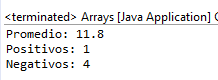 <terminated> Arrays [Java Application] C
Promedio: 11.8
Positivos: 1
Negativos: 4